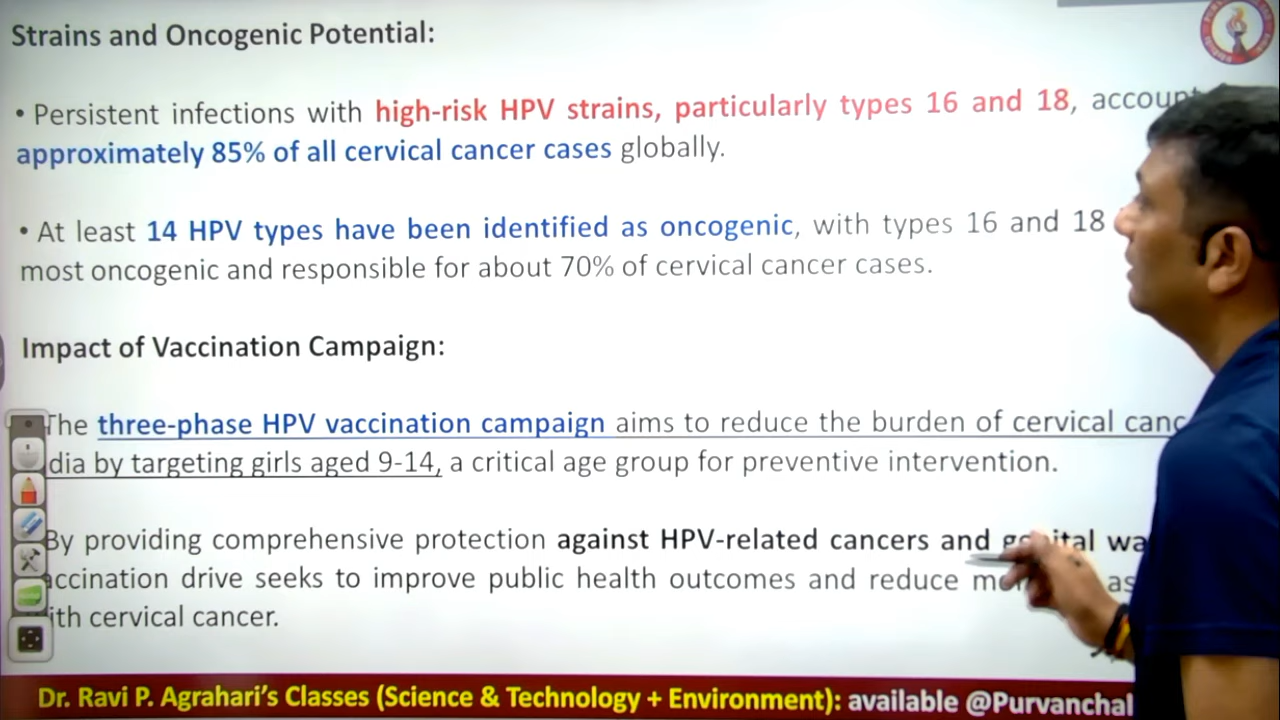 Strains and Oncogenic Potential:
• Persistent infections with high-risk HPV strains, particularly types 16 and 18, account
approximately 85% of all cervical cancer cases globally.
• At least 14 HPV types have been identified as oncogenic, with types 16 and 18
most oncogenic and responsible for about 70% of cervical cancer cases.
Impact of Vaccination Campaign:
The three-phase HPV vaccination campaign aims to reduce the burden of cervical canc
dia by targeting girls aged 9-14, a critical age group for preventive intervention.
By providing comprehensive protection against HPV-related cancers and genital wa
ccination drive seeks to improve public health outcomes and reduce as
ith cervical cancer.
Dr. Ravi P. Agrahari's Classes (Science & Technology + Environment): available @Purvanchal